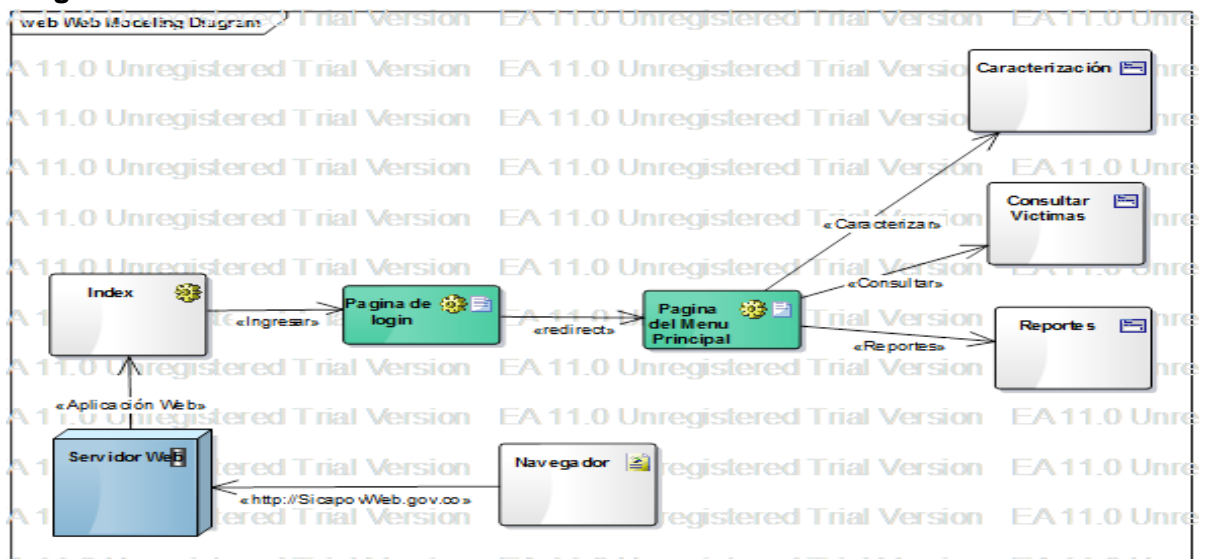 web Web Modeling Diagram
EA 11.0 Unregistered Trial Version
Caracterización
Consultar
Victimas
«Caracterizar»
«Consultar»
Index
Pagina de
login
Pagina
del Menu
Principal
Reportes
«Ingresar»
«redirect»
«Reportes»
«Aplicación Web»
Servidor Web
Navegador
«http://SicapoWeb.gov.co»